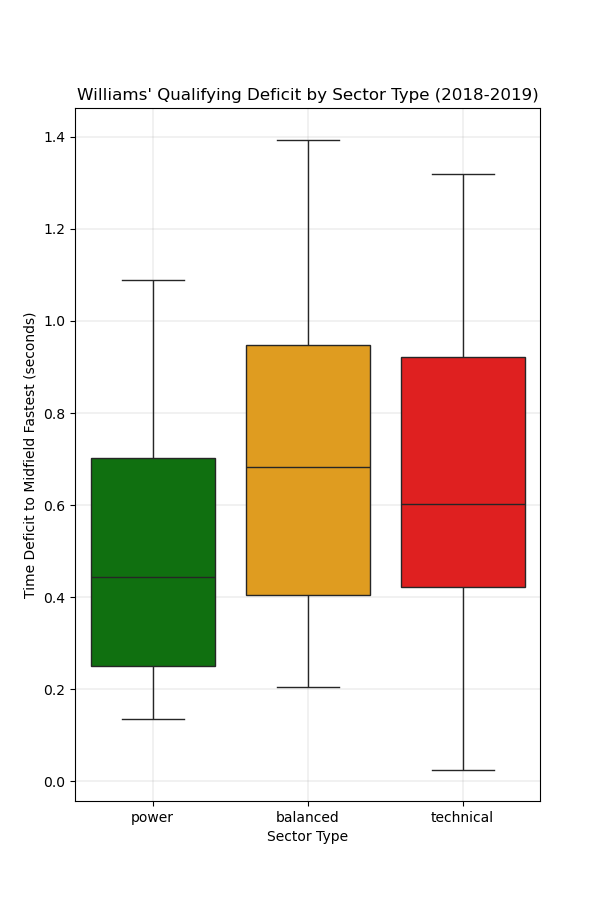 Williams' Qualifying Deficit by Sector Type (2018-2019)
Time Deficit to Midfield Fastest (seconds)
1.4
1.2
1.0
0.8
0.6
0.4
0.2
0.0
power balanced technical
Sector Type